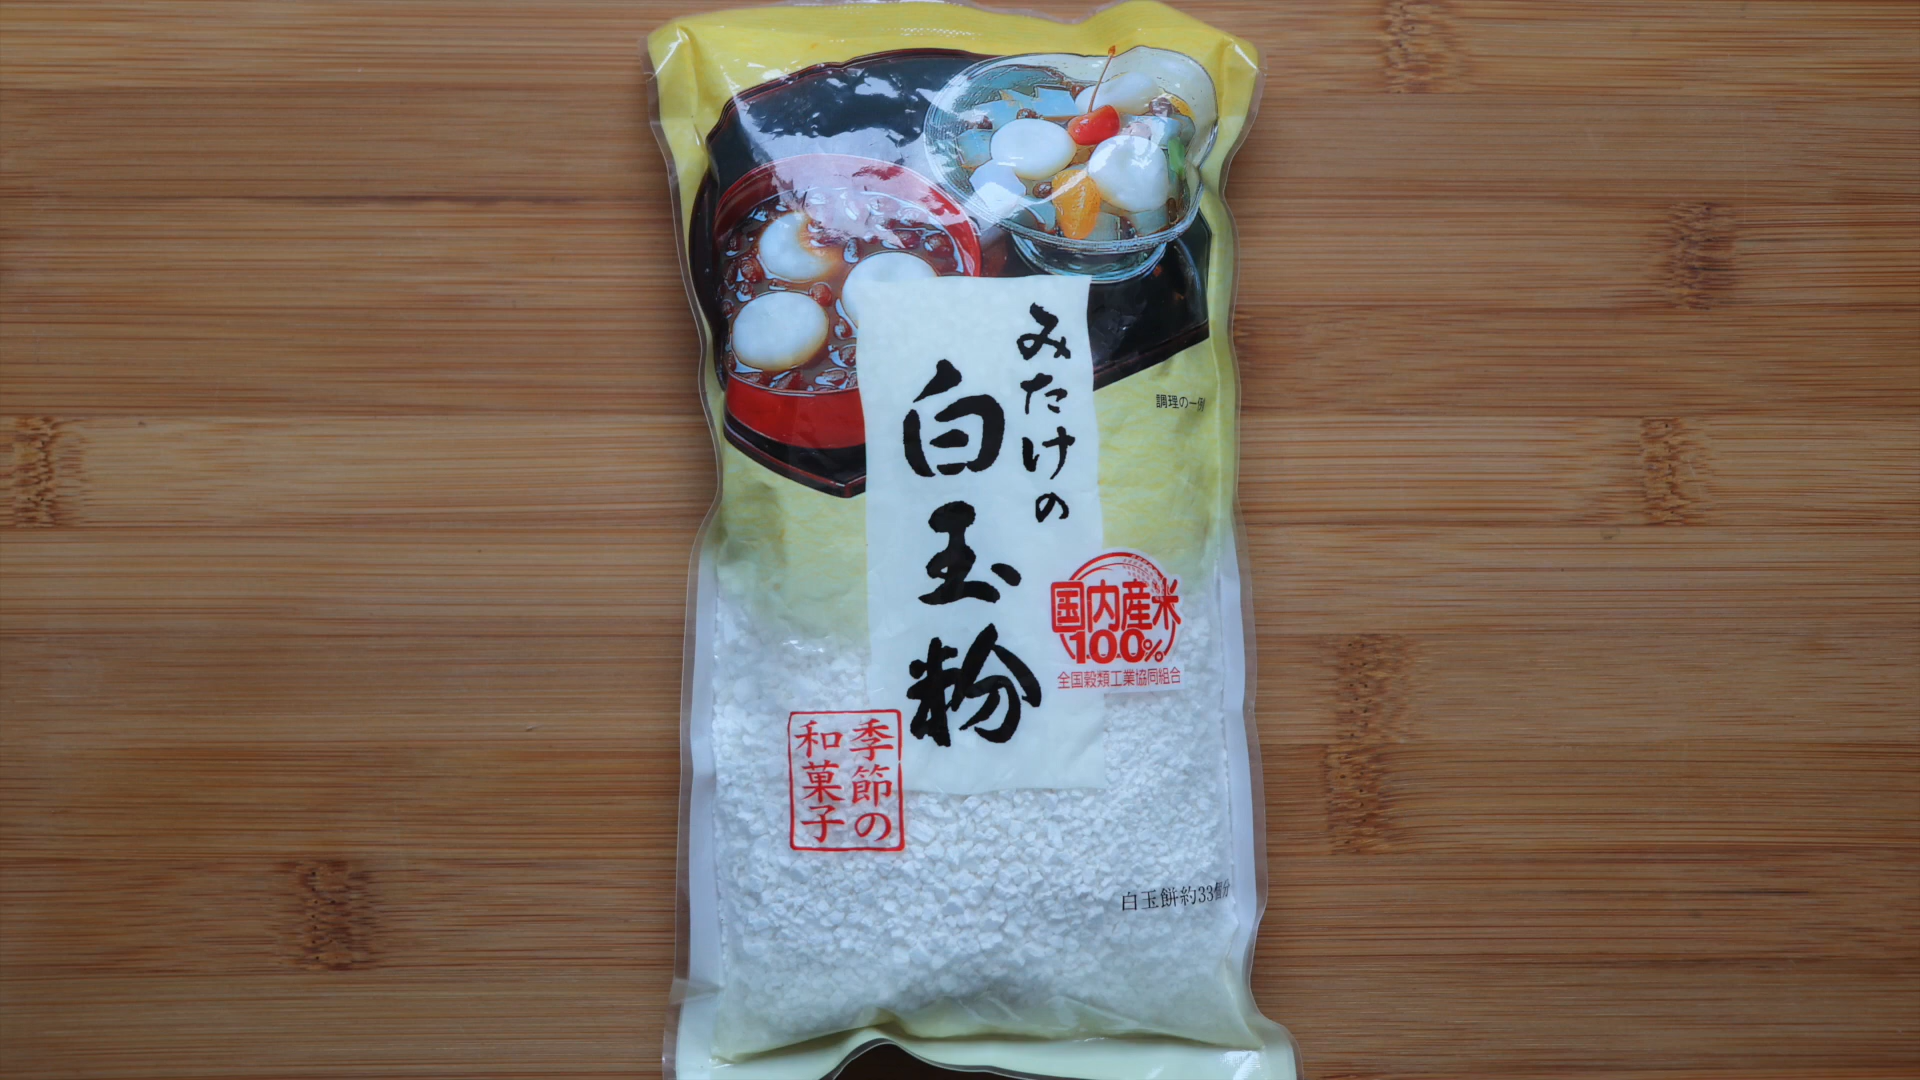 みたけの
白玉粉
調理の一例
国内産米
100%
全国穀類工業協同組合
季節の
和菓子
白玉餅約33個分